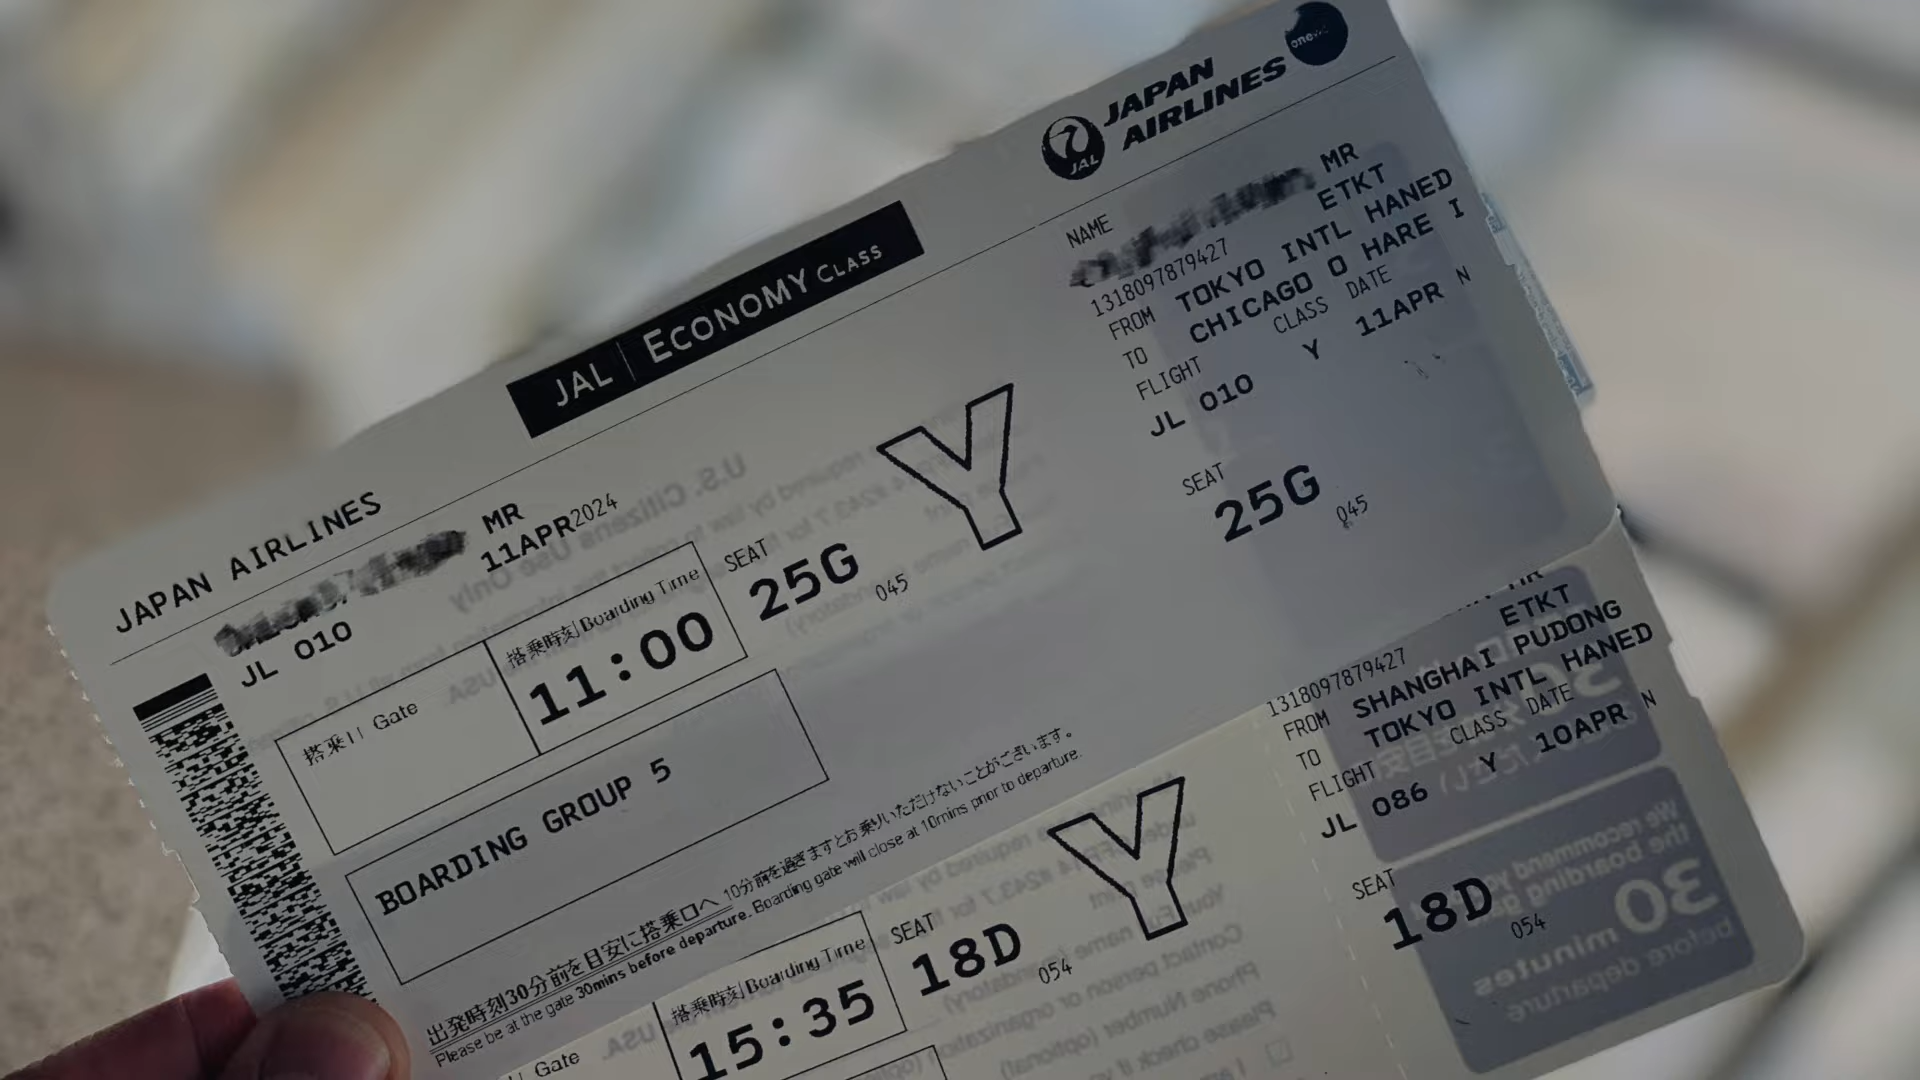 JAPAN AIRLINES
JAL | ECONOMY CLASS
JAL
JAPAN AIRLINES
MR
JL 010
11APR2024
搭乗口 Gate
搭乗時刻 Boarding Time
11:00
SEAT
25G
045
Y
BOARDING GROUP 5
出発時刻30分前を目安に搭乗口へ 10分前を過ぎますとお乗りいただけないことがございます。
Please be at the gate 30mins before departure. Boarding gate will close at 10mins prior to departure.
NAME
MR
1318097879427 ETKT
FROM TOKYO INTL HANED
TO CHICAGO O HARE I
FLIGHT CLASS DATE
JL 010 Y 11APR N
SEAT
25G
045
Gate
搭乗時刻 Boarding Time
15:35
SEAT
18D
054
Y
1318097879427 ETKT
FROM SHANGHAI PUDONG
TO TOKYO INTL HANED
FLIGHT CLASS DATE
JL 086 Y 10APR N
SEAT
18D
054